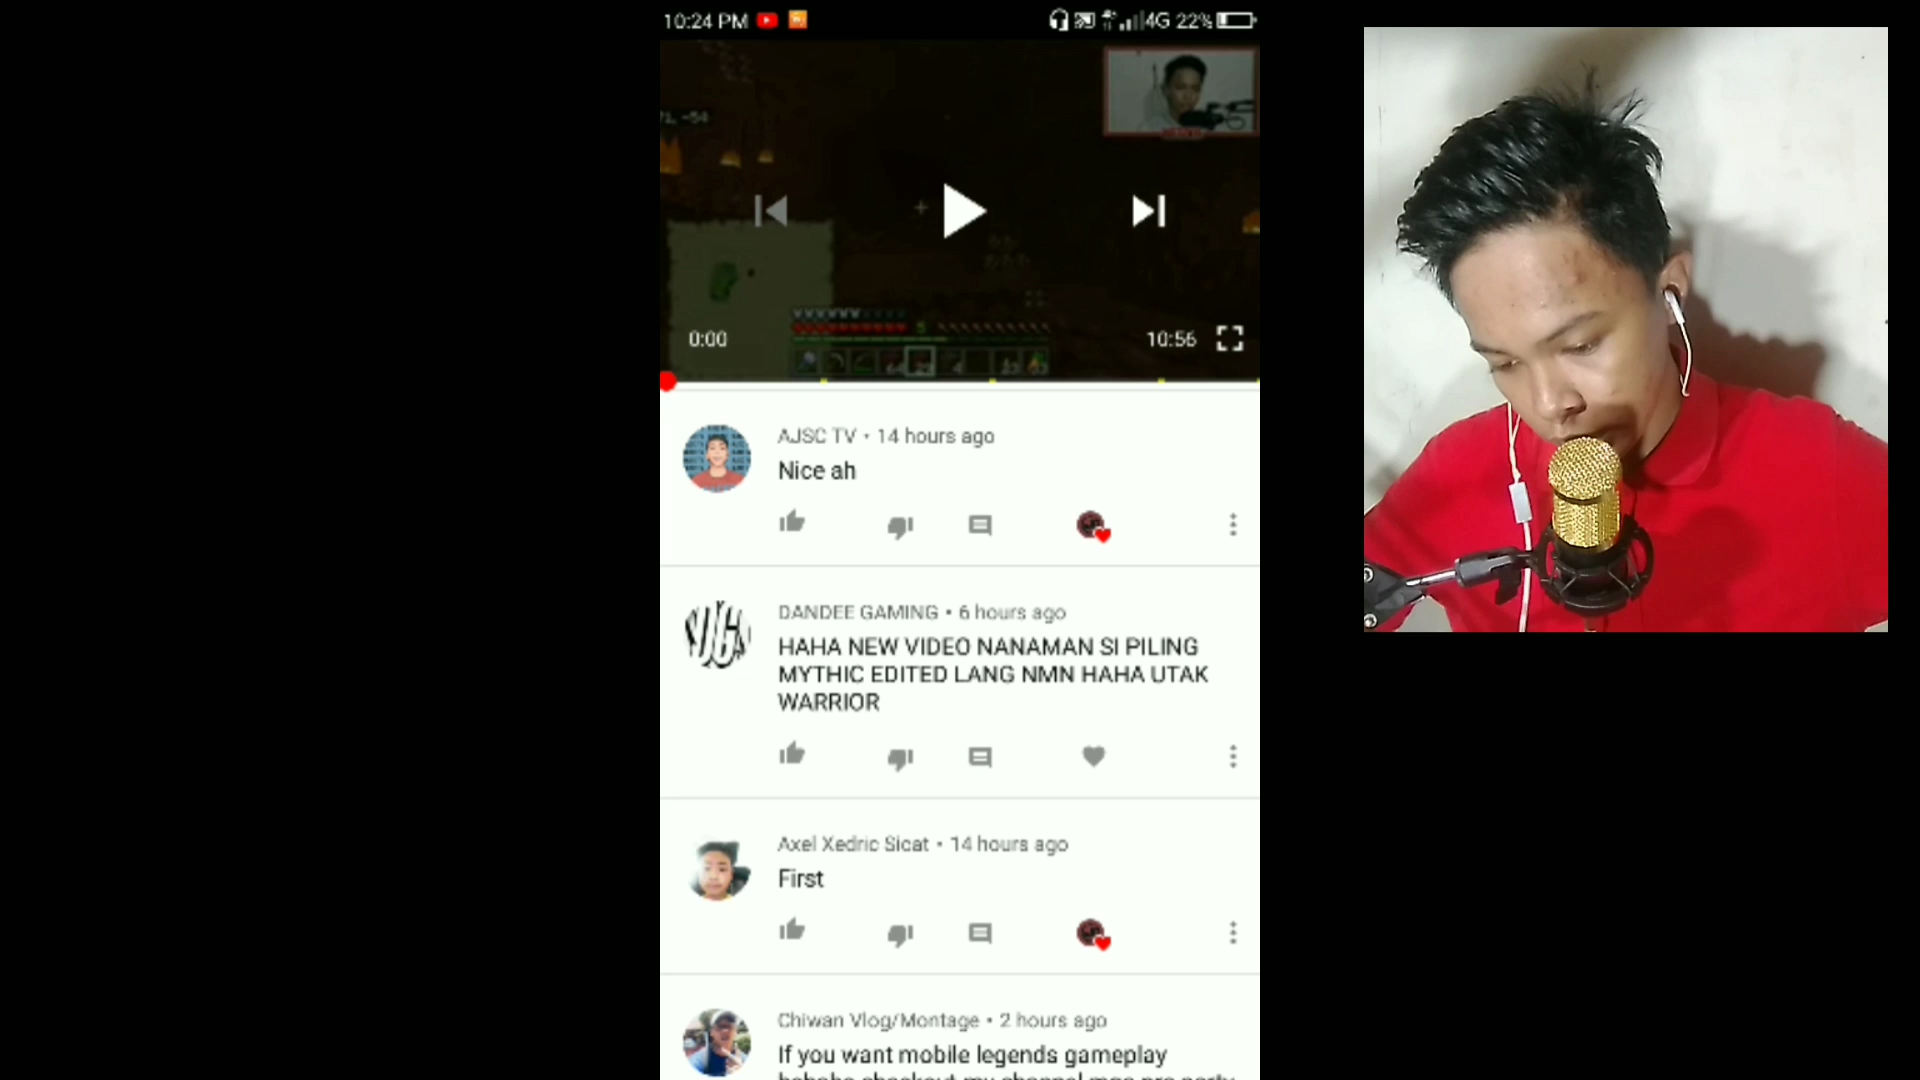 10:24 PM
4G 22%
0:00
10:56
AJSC TV • 14 hours ago
Nice ah
DANDEE GAMING • 6 hours ago
HAHA NEW VIDEO NANAMAN SI PILING
MYTHIC EDITED LANG NMN HAHA UTAK
WARRIOR
Axel Xedric Sicat • 14 hours ago
First
Chiwan Vlog/Montage • 2 hours ago
If you want mobile legends gameplay